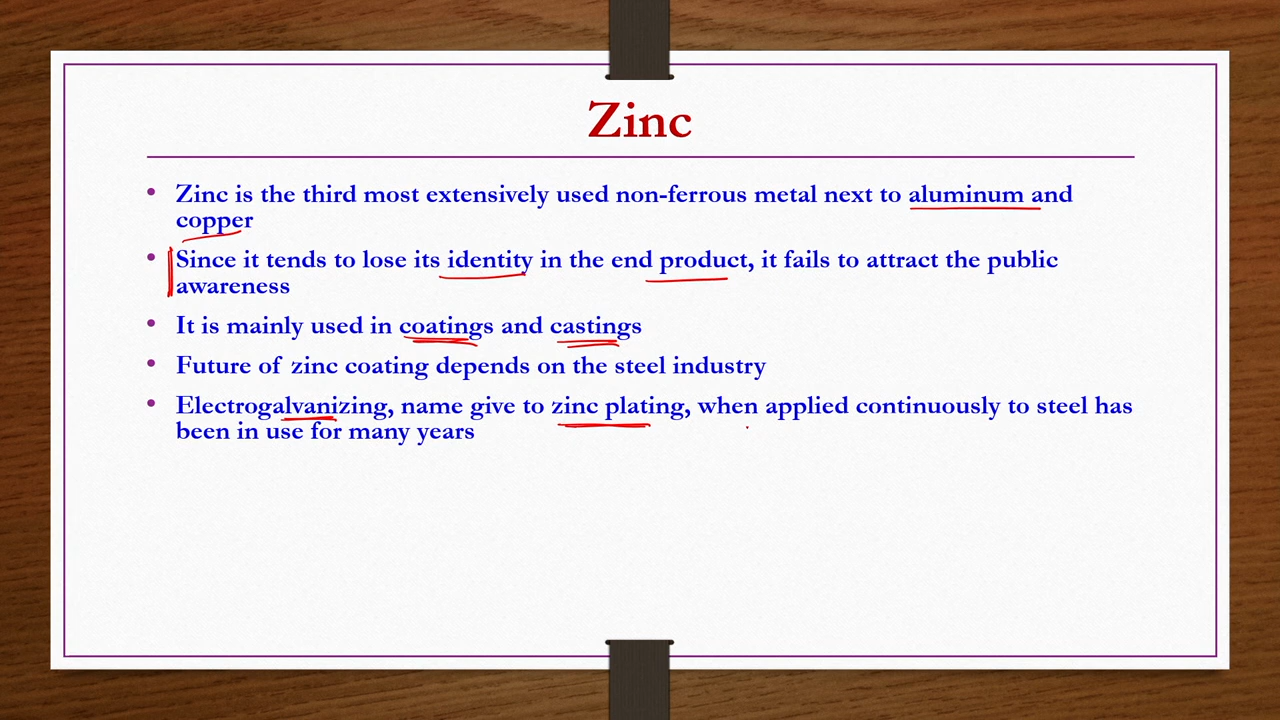 Zinc
• Zinc is the third most extensively used non-ferrous metal next to aluminum and
copper
• Since it tends to lose its identity in the end product, it fails to attract the public
awareness
• It is mainly used in coatings and castings
• Future of zinc coating depends on the steel industry
• Electrogalvanizing, name give to zinc plating, when applied continuously to steel has
been in use for many years